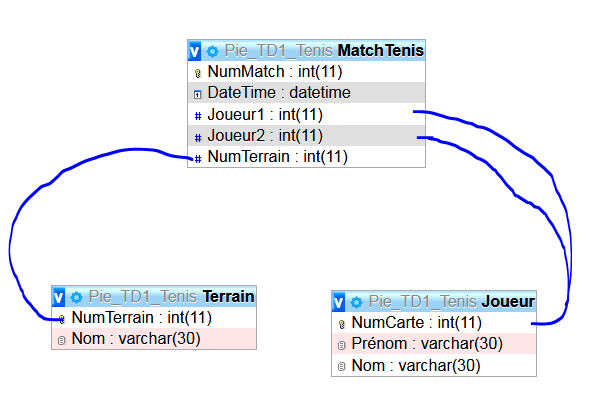 Pie_TD1_Tenis MatchTenis
NumMatch : int(11)
DateTime : datetime
Joueur1 : int(11)
Joueur2 : int(11)
NumTerrain : int(11)
Pie_TD1_Tenis Terrain
NumTerrain : int(11)
Nom : varchar(30)
Pie_TD1_Tenis Joueur
NumCarte : int(11)
Prénom : varchar(30)
Nom : varchar(30)